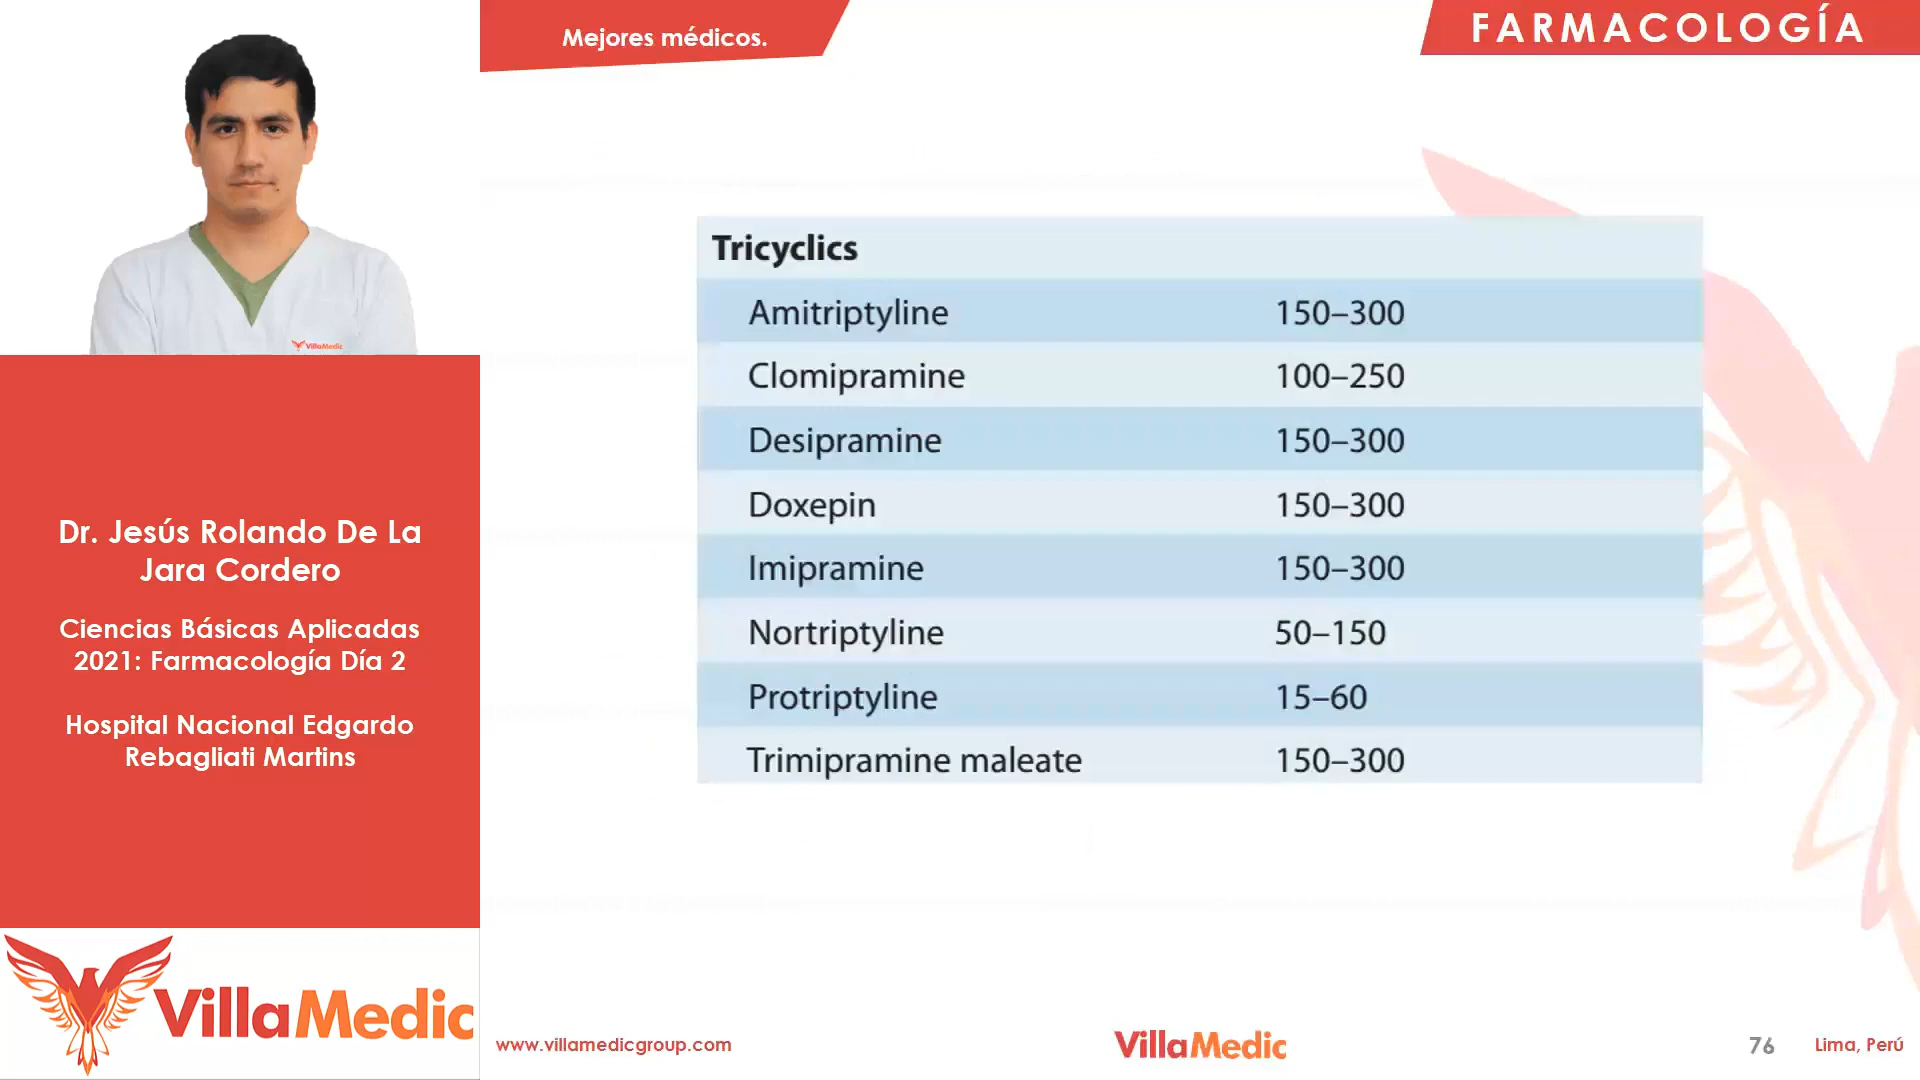 Mejores médicos.
FARMACOLOGÍA
VillaMedic
Dr. Jesús Rolando De La
Jara Cordero
Ciencias Básicas Aplicadas
2021: Farmacología Día 2
Hospital Nacional Edgardo
Rebagliati Martins
VillaMedic
Tricyclics
Amitriptyline 150–300
Clomipramine 100–250
Desipramine 150–300
Doxepin 150–300
Imipramine 150–300
Nortriptyline 50–150
Protriptyline 15–60
Trimipramine maleate 150–300
www.villamedicgroup.com
VillaMedic
76
Lima, Perú